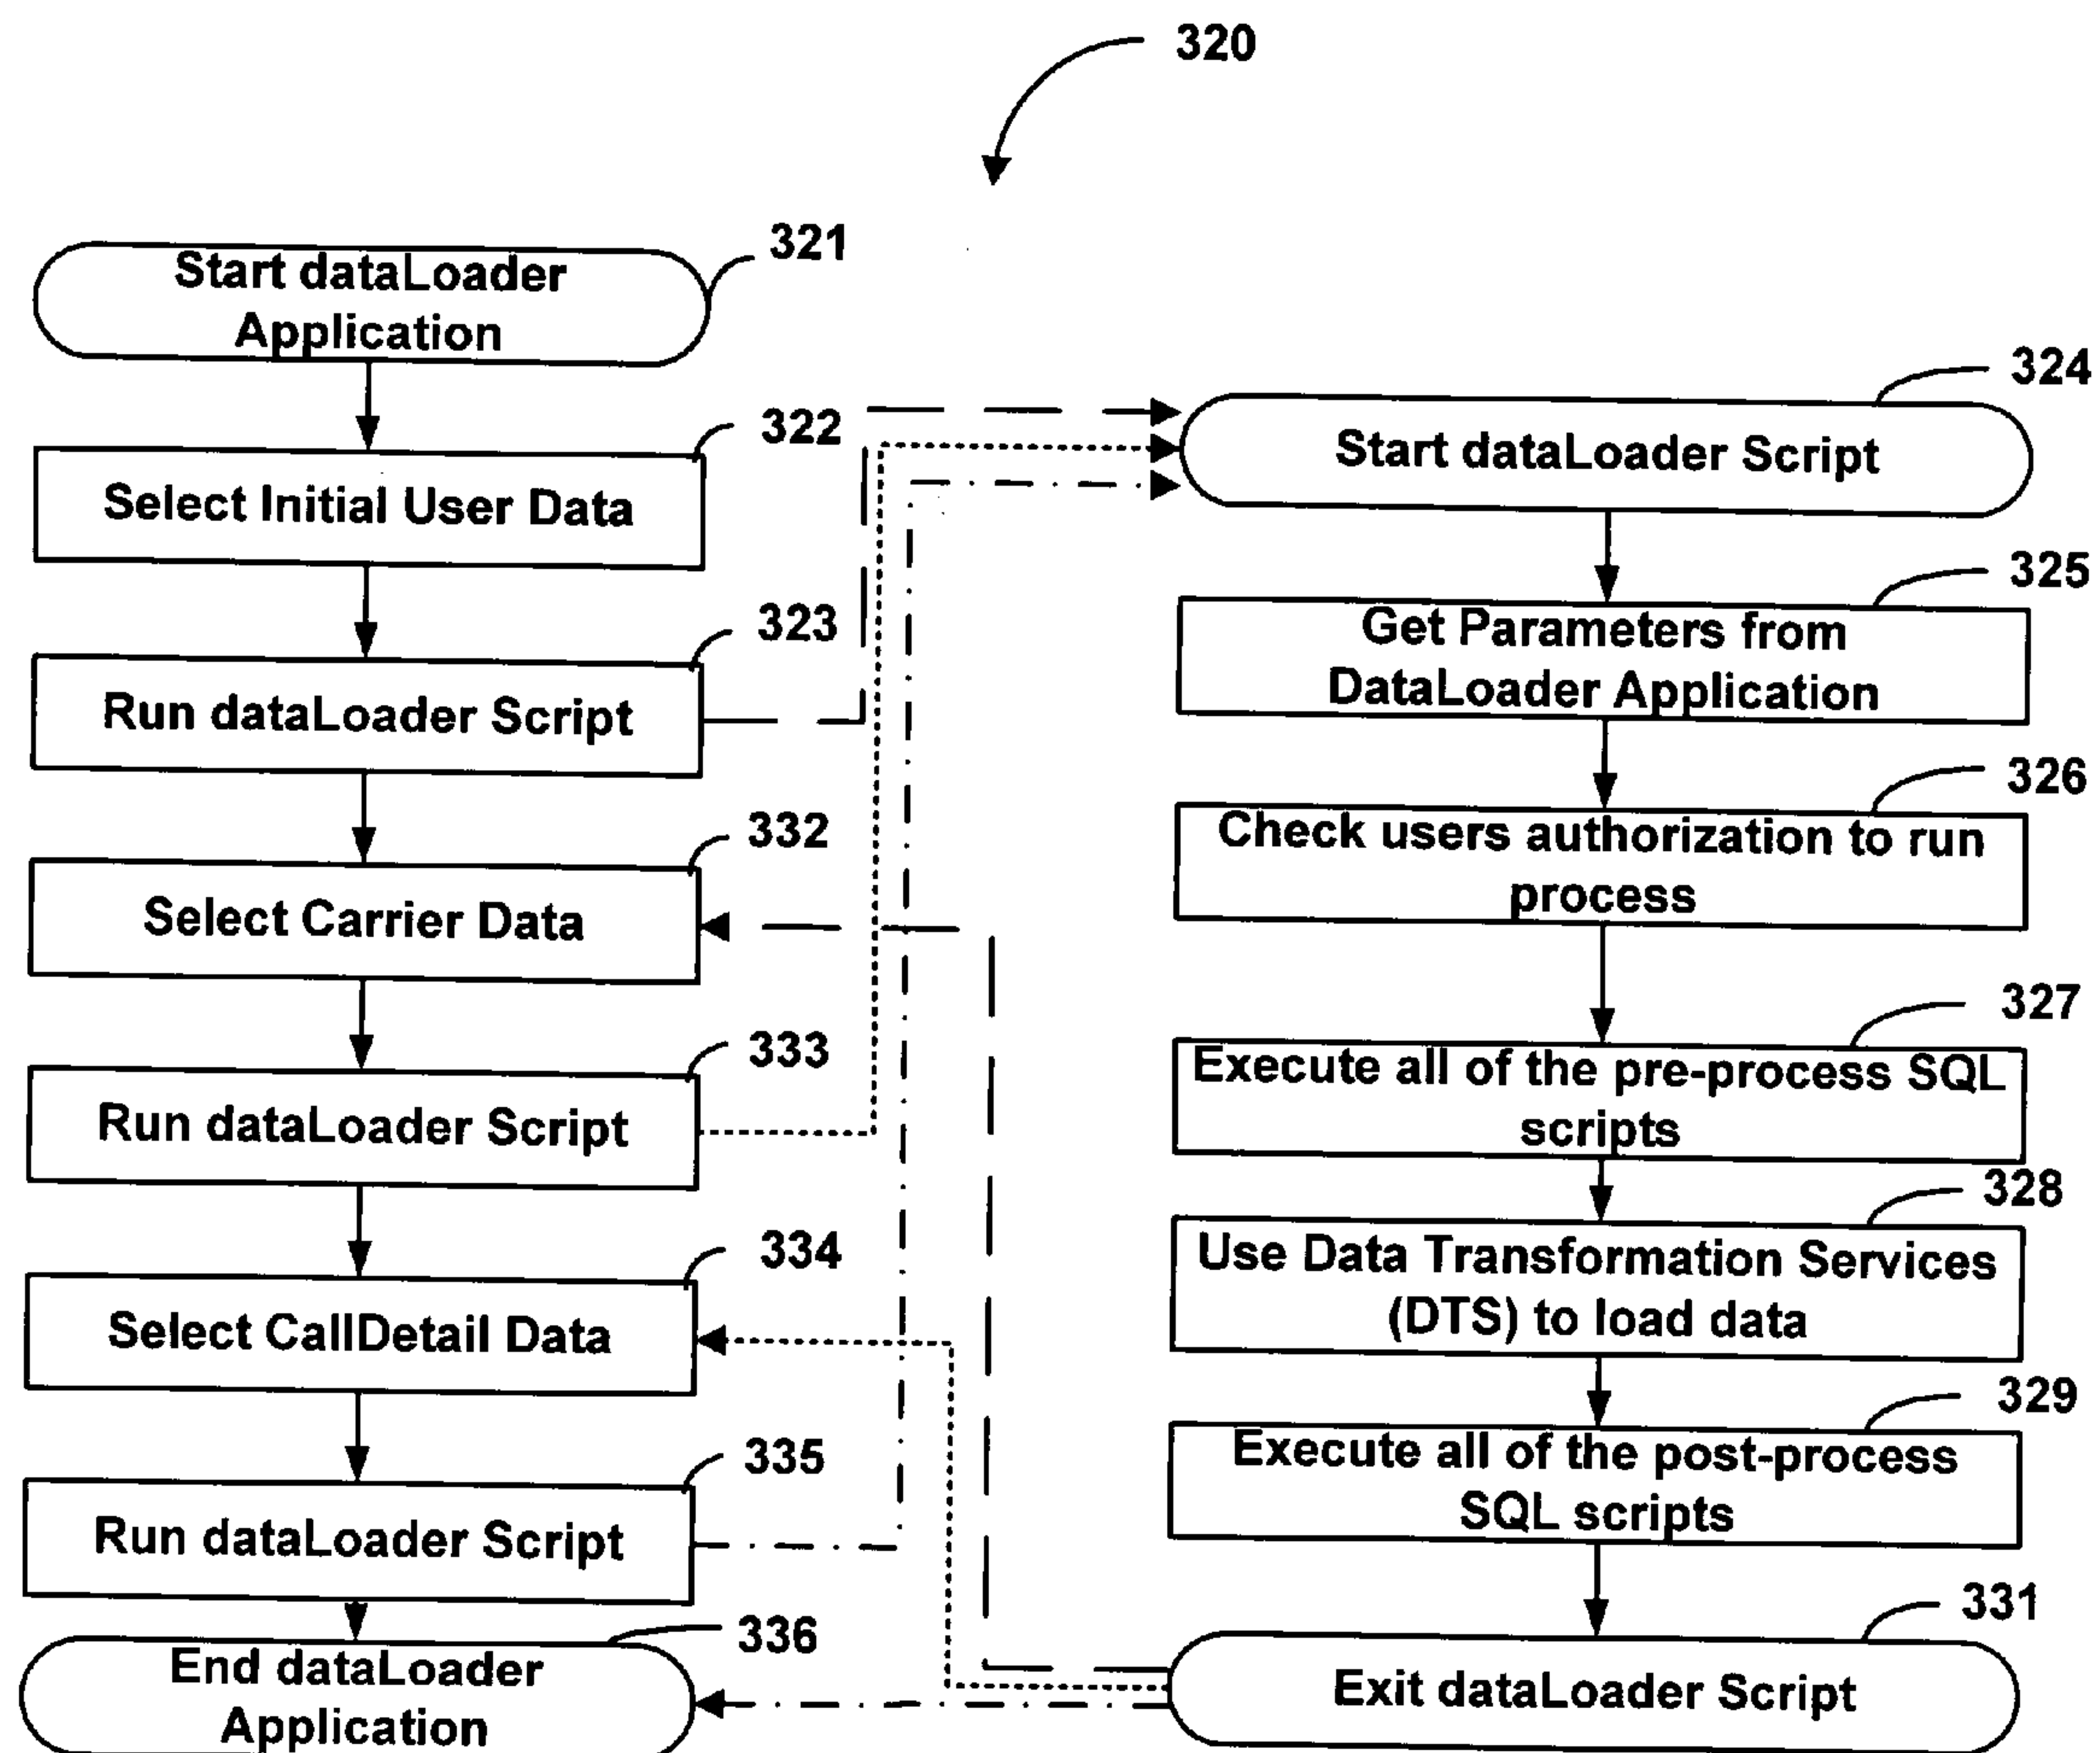 320
321
Start dataLoader
Application
322
Select Initial User Data
323
Run dataLoader Script
332
Select Carrier Data
333
Run dataLoader Script
334
Select CallDetail Data
335
Run dataLoader Script
336
End dataLoader
Application
324
Start dataLoader Script
325
Get Parameters from
DataLoader Application
326
Check users authorization to run
process
327
Execute all of the pre-process SQL
scripts
328
Use Data Transformation Services
(DTS) to load data
329
Execute all of the post-process
SQL scripts
331
Exit dataLoader Script